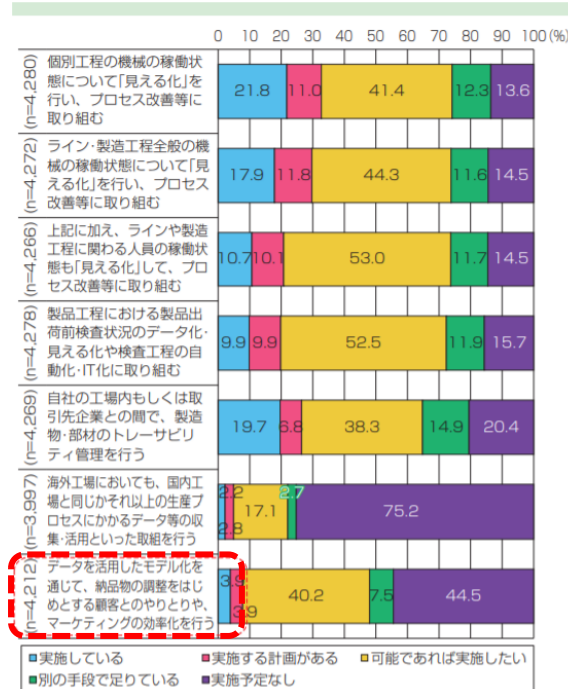 0 10 20 30 40 50 60 70 80 90 100 (%)
(n=4,280)
個別工程の機械の稼働状
態について「見える化」を
行い、プロセス改善等に
取り組む
21.8 11.0 41.4 12.3 13.6
(n=4,272)
ライン・製造工程全般の機
械の稼働状態について「見
える化」を行い、プロセス
改善等に取り組む
17.9 11.8 44.3 11.6 14.5
(n=4,266)
上記に加え、ラインや製造
工程に関わる人員の稼働状
態も「見える化」して、プロ
セス改善等に取り組む
10.7 10.1 53.0 11.7 14.5
(n=4,278)
製品工程における製品出
荷前検査状況のデータ化・
見える化や検査工程の自
動化・IT化に取り組む
9.9 9.9 52.5 11.9 15.7
(n=4,269)
自社の工場内もしくは取
引先企業との間で、製造
物・部材のトレーサビリ
ティ管理を行う
19.7 6.8 38.3 14.9 20.4
(n=3,997)
海外工場においても、国内工
場と同じかそれ以上の生産プ
ロセスにかかるデータ等の収
集・活用といった取組を行う
2.2 2.8 17.1 2.7 75.2
(n=4,212)
データを活用したモデル化を
通じて、納品物の調整をはじ
めとする顧客とのやりとりや、
マーケティングの効率化を行う
3.9 3.9 40.2 7.5 44.5
■実施している ■実施する計画がある ■可能であれば実施したい
■別の手段で足りている ■実施予定なし